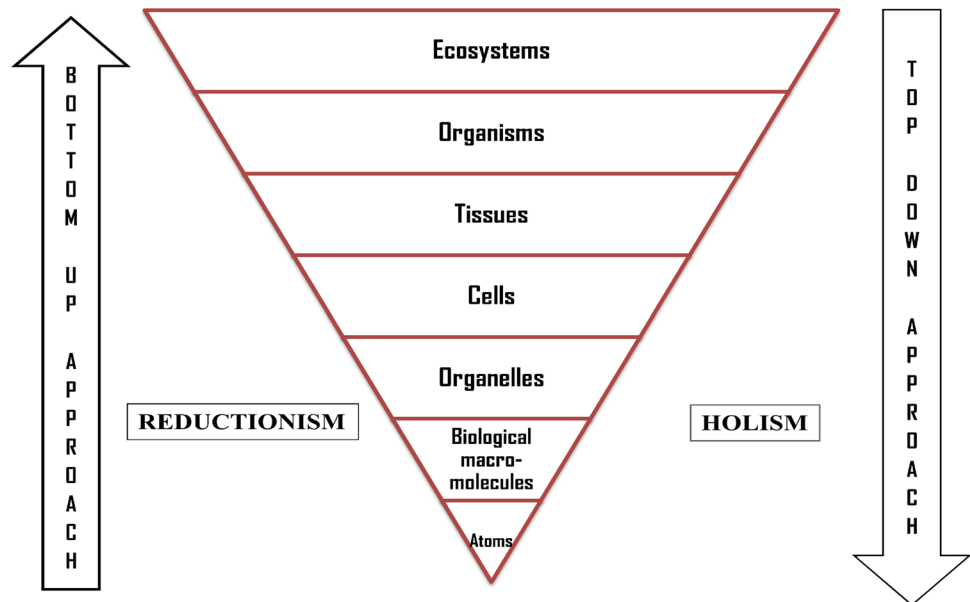 BOTTOM UP APPROACH
Ecosystems
Organisms
Tissues
Cells
Organelles
Biological
macro-
molecules
Atoms
REDUCTIONISM
HOLISM
TOP DOWN APPROACH